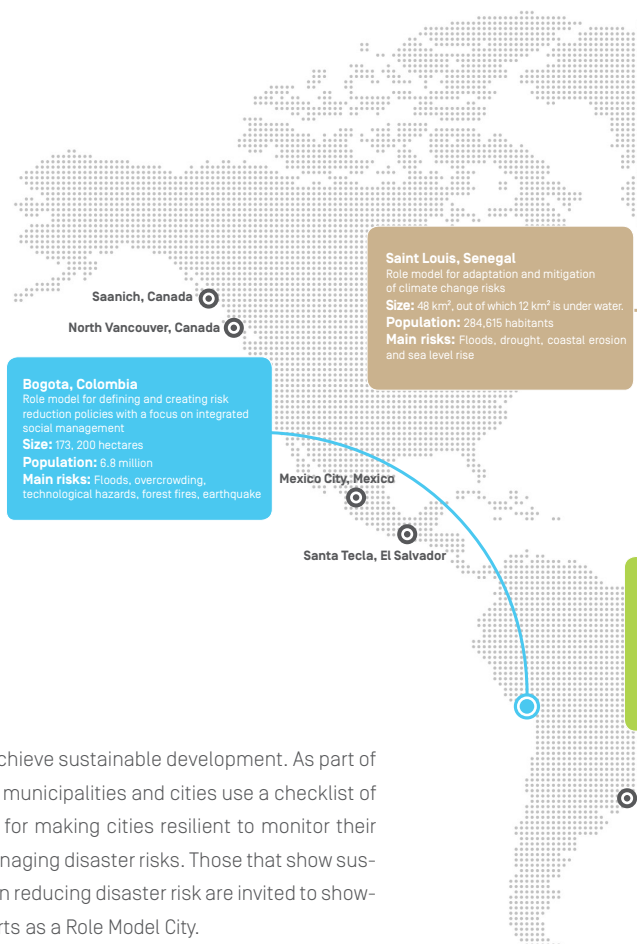 Saint Louis, Senegal
Role model for adaptation and mitigation
of climate change risks
Size: 48 km², out of which 12 km² is under water.
Population: 284,615 habitants
Main risks: Floods, drought, coastal erosion
and sea level rise
Saanich, Canada
North Vancouver, Canada
Bogota, Colombia
Role model for defining and creating risk
reduction policies with a focus on integrated
social management
Size: 173, 200 hectares
Population: 6.8 million
Main risks: Floods, overcrowding,
technological hazards, forest fires, earthquake
Mexico City, Mexico
Santa Tecla, El Salvador
chieve sustainable development. As part of
municipalities and cities use a checklist of
for making cities resilient to monitor their
naging disaster risks. Those that show sus-
n reducing disaster risk are invited to show-
rts as a Role Model City.